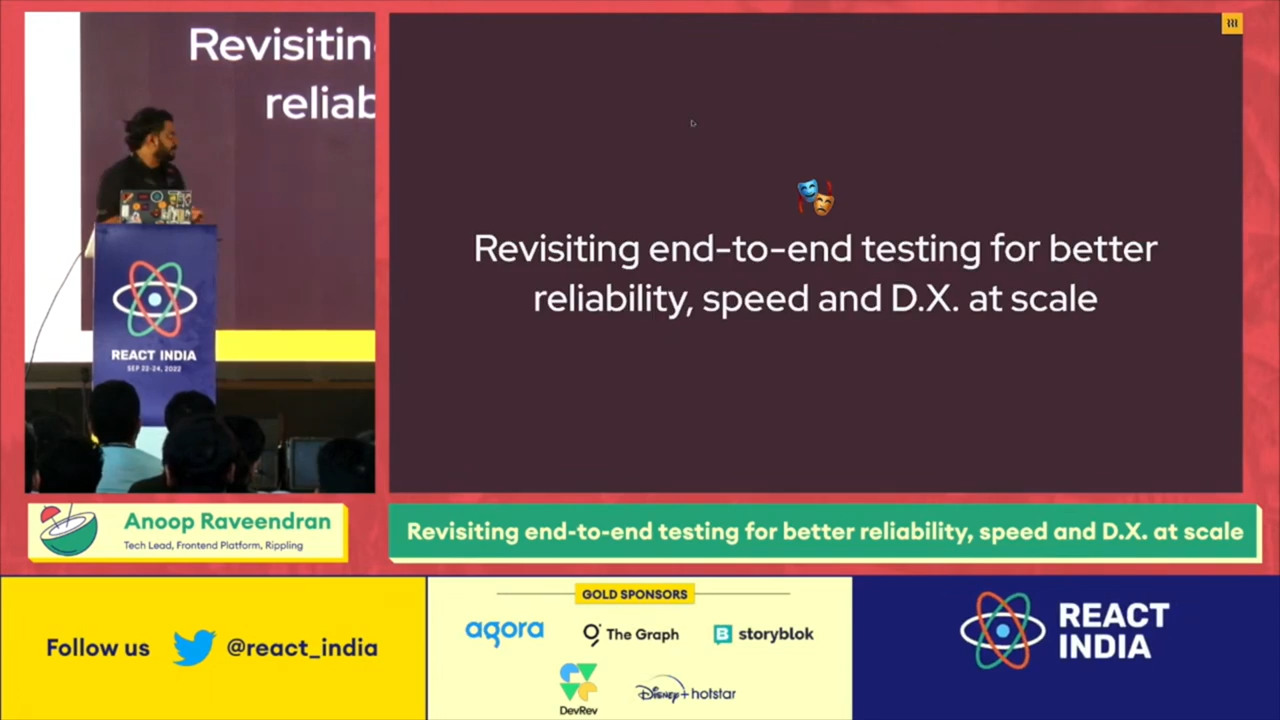 Revisitin
reliab
REACT INDIA
SEP 22-24, 2022
Revisiting end-to-end testing for better
reliability, speed and D.X. at scale
Anoop Raveendran
Tech Lead, Frontend Platform, Rippling
Revisiting end-to-end testing for better reliability, speed and D.X. at scale
Follow us @react_india
GOLD SPONSORS
agora
The Graph
storyblok
DevRev
Disney+ hotstar
REACT
INDIA